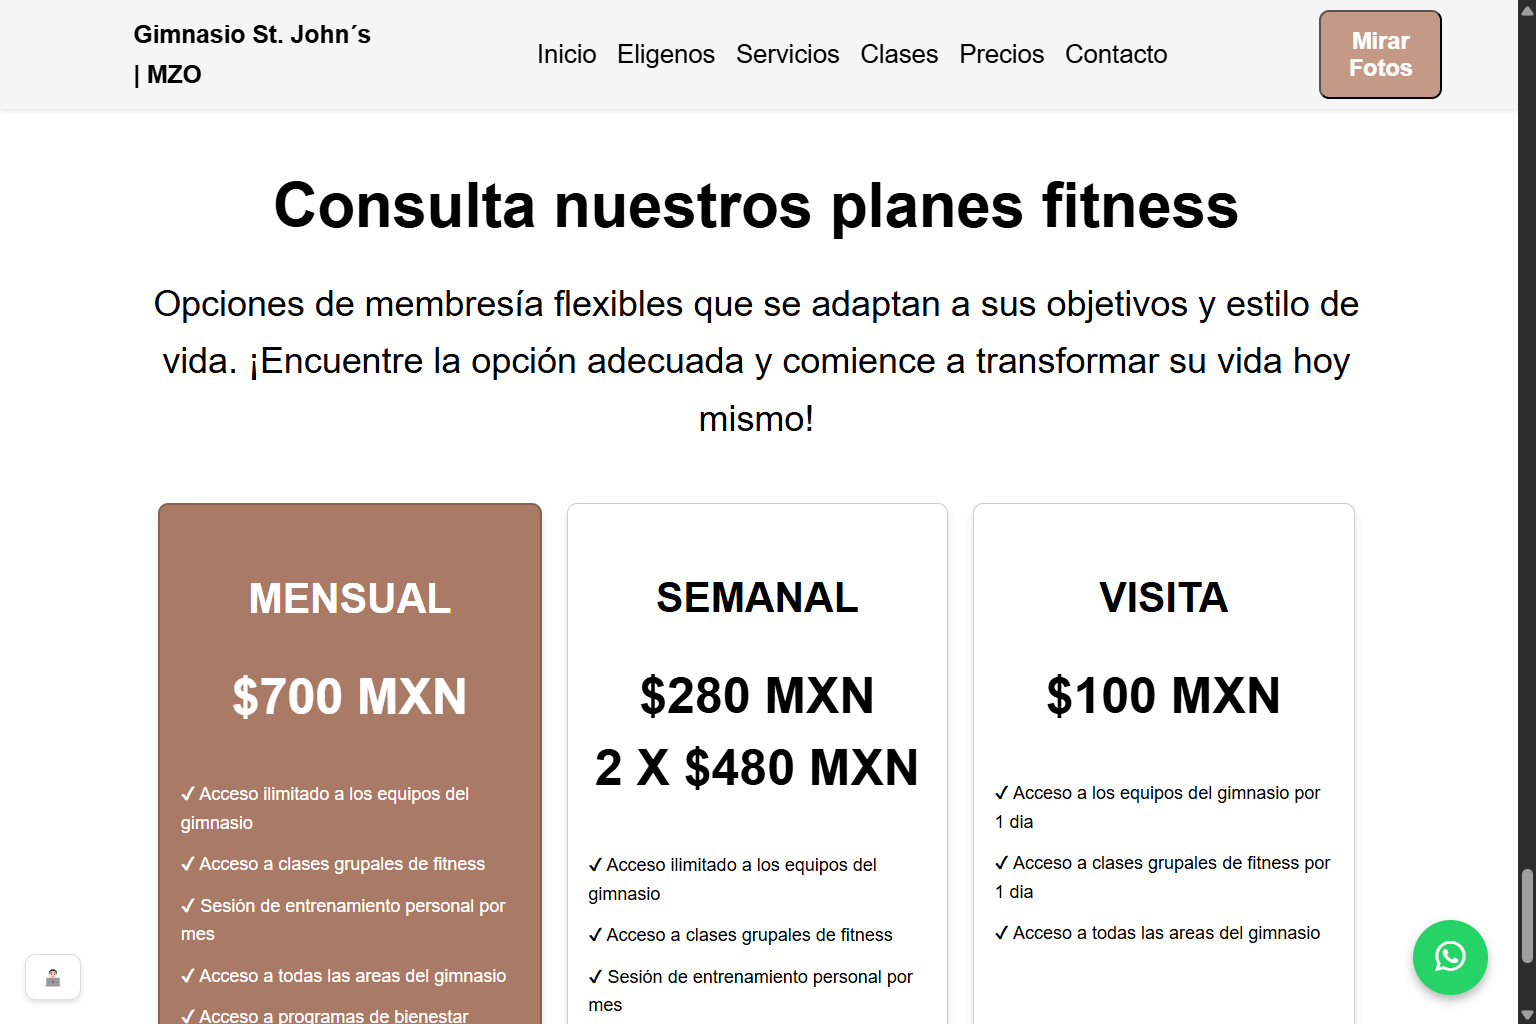 Gimnasio St. John´s
| MZO
Inicio Eligenos Servicios Clases Precios Contacto
Mirar
Fotos
Consulta nuestros planes fitness
Opciones de membresía flexibles que se adaptan a sus objetivos y estilo de
vida. ¡Encuentre la opción adecuada y comience a transformar su vida hoy
mismo!
MENSUAL
$700 MXN
✓ Acceso ilimitado a los equipos del
gimnasio
✓ Acceso a clases grupales de fitness
✓ Sesión de entrenamiento personal por
mes
✓ Acceso a todas las areas del gimnasio
✓ Acceso a programas de bienestar
SEMANAL
$280 MXN
2 X $480 MXN
✓ Acceso ilimitado a los equipos del
gimnasio
✓ Acceso a clases grupales de fitness
✓ Sesión de entrenamiento personal por
mes
VISITA
$100 MXN
✓ Acceso a los equipos del gimnasio por
1 dia
✓ Acceso a clases grupales de fitness por
1 dia
✓ Acceso a todas las areas del gimnasio